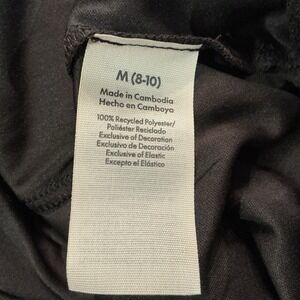 M (8-10)
Made in Cambodia
Hecho en Camboya
100% Recycled Polyester/
Poliéster Reciclado
Exclusive of Decoration
Exclusivo de Decoración
Exclusive of Elastic
Excepto el Elástico